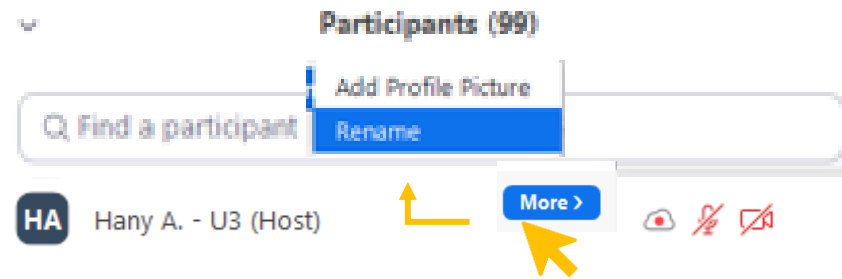 Participants (99)
Add Profile Picture
Find a participant
Rename
HA
Hany A. - U3 (Host)
More >